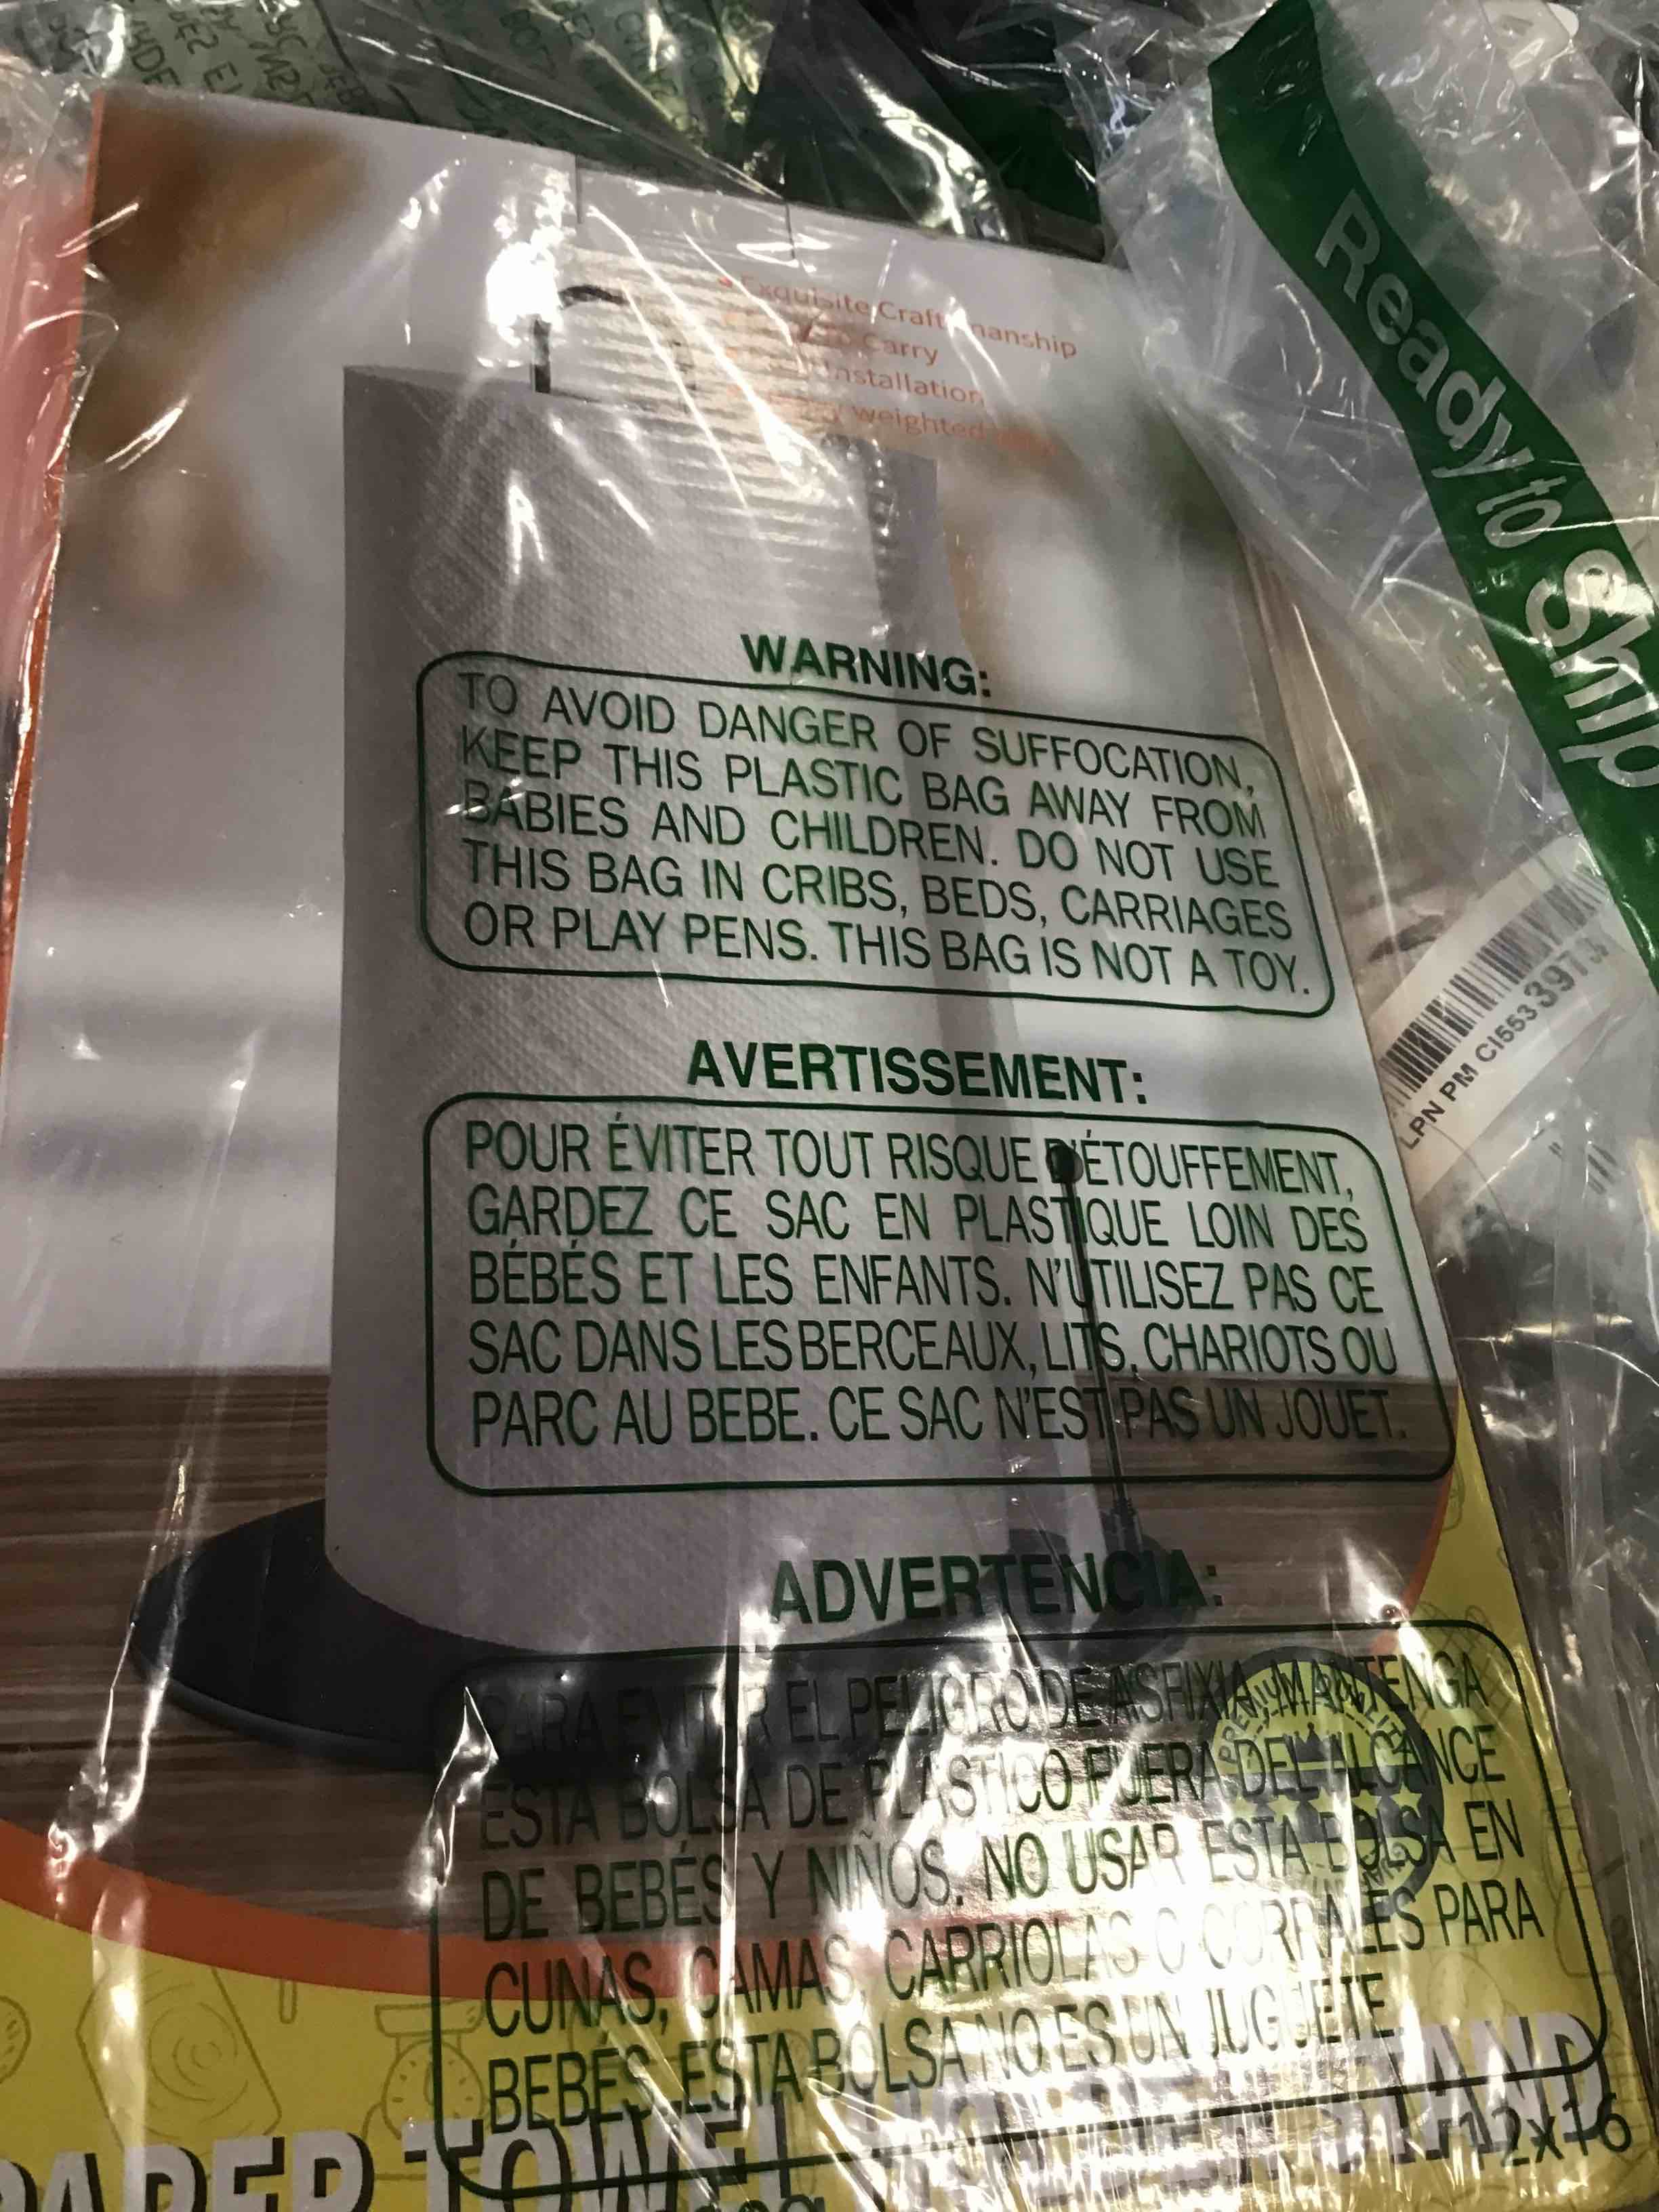 Exquisite Craftsmanship
Carry
Installation
weighted
Ready to Ship
WARNING:
TO AVOID DANGER OF SUFFOCATION,
KEEP THIS PLASTIC BAG AWAY FROM
BABIES AND CHILDREN. DO NOT USE
THIS BAG IN CRIBS, BEDS, CARRIAGES
OR PLAY PENS. THIS BAG IS NOT A TOY.
LPN PM CI553
AVERTISSEMENT:
POUR ÉVITER TOUT RISQUE D'ÉTOUFFEMENT,
GARDEZ CE SAC EN PLASTIQUE LOIN DES
BÉBÉS ET LES ENFANTS. N'UTILISEZ PAS CE
SAC DANS LES BERCEAUX, LITS, CHARIOTS OU
PARC AU BEBE. CE SAC N'EST PAS UN JOUET.
ADVERTENCIA:
PARA EVITAR EL PELIGRO DE ASFIXIA, MANTENGA
ESTA BOLSA DE PLASTICO FUERA DEL ALCANCE
DE BEBÉS Y NIÑOS. NO USAR ESTA BOLSA EN
CUNAS, CAMAS, CARRIOLAS O CORRALES PARA
BEBÉS. ESTA BOLSA NO ES UN JUGUETE.
PREMIUM QUALITY
PAPER TOWEL HOLDER STAND
12x16